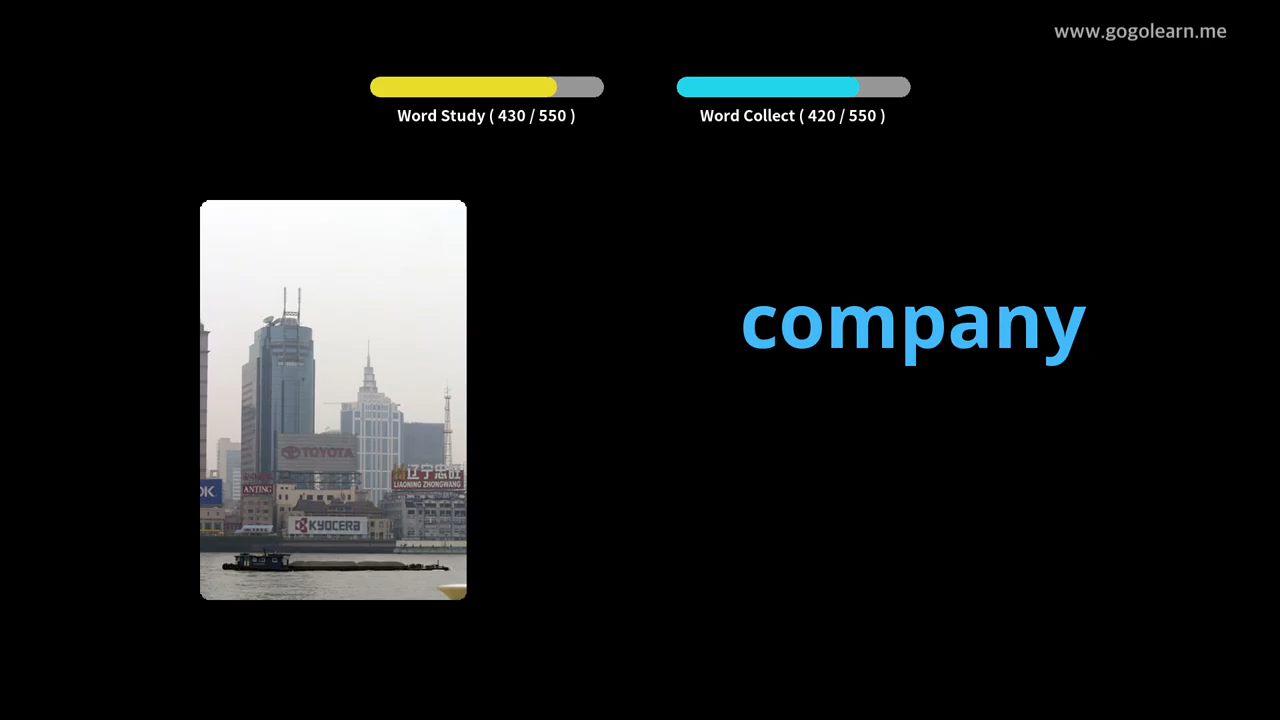 www.gogolearn.me
Word Study ( 430 / 550 )
Word Collect ( 420 / 550 )
company
TOYOTA
辽宁忠旺
LIAONING ZHONGWANG
OK
ANTING
KYOCERA